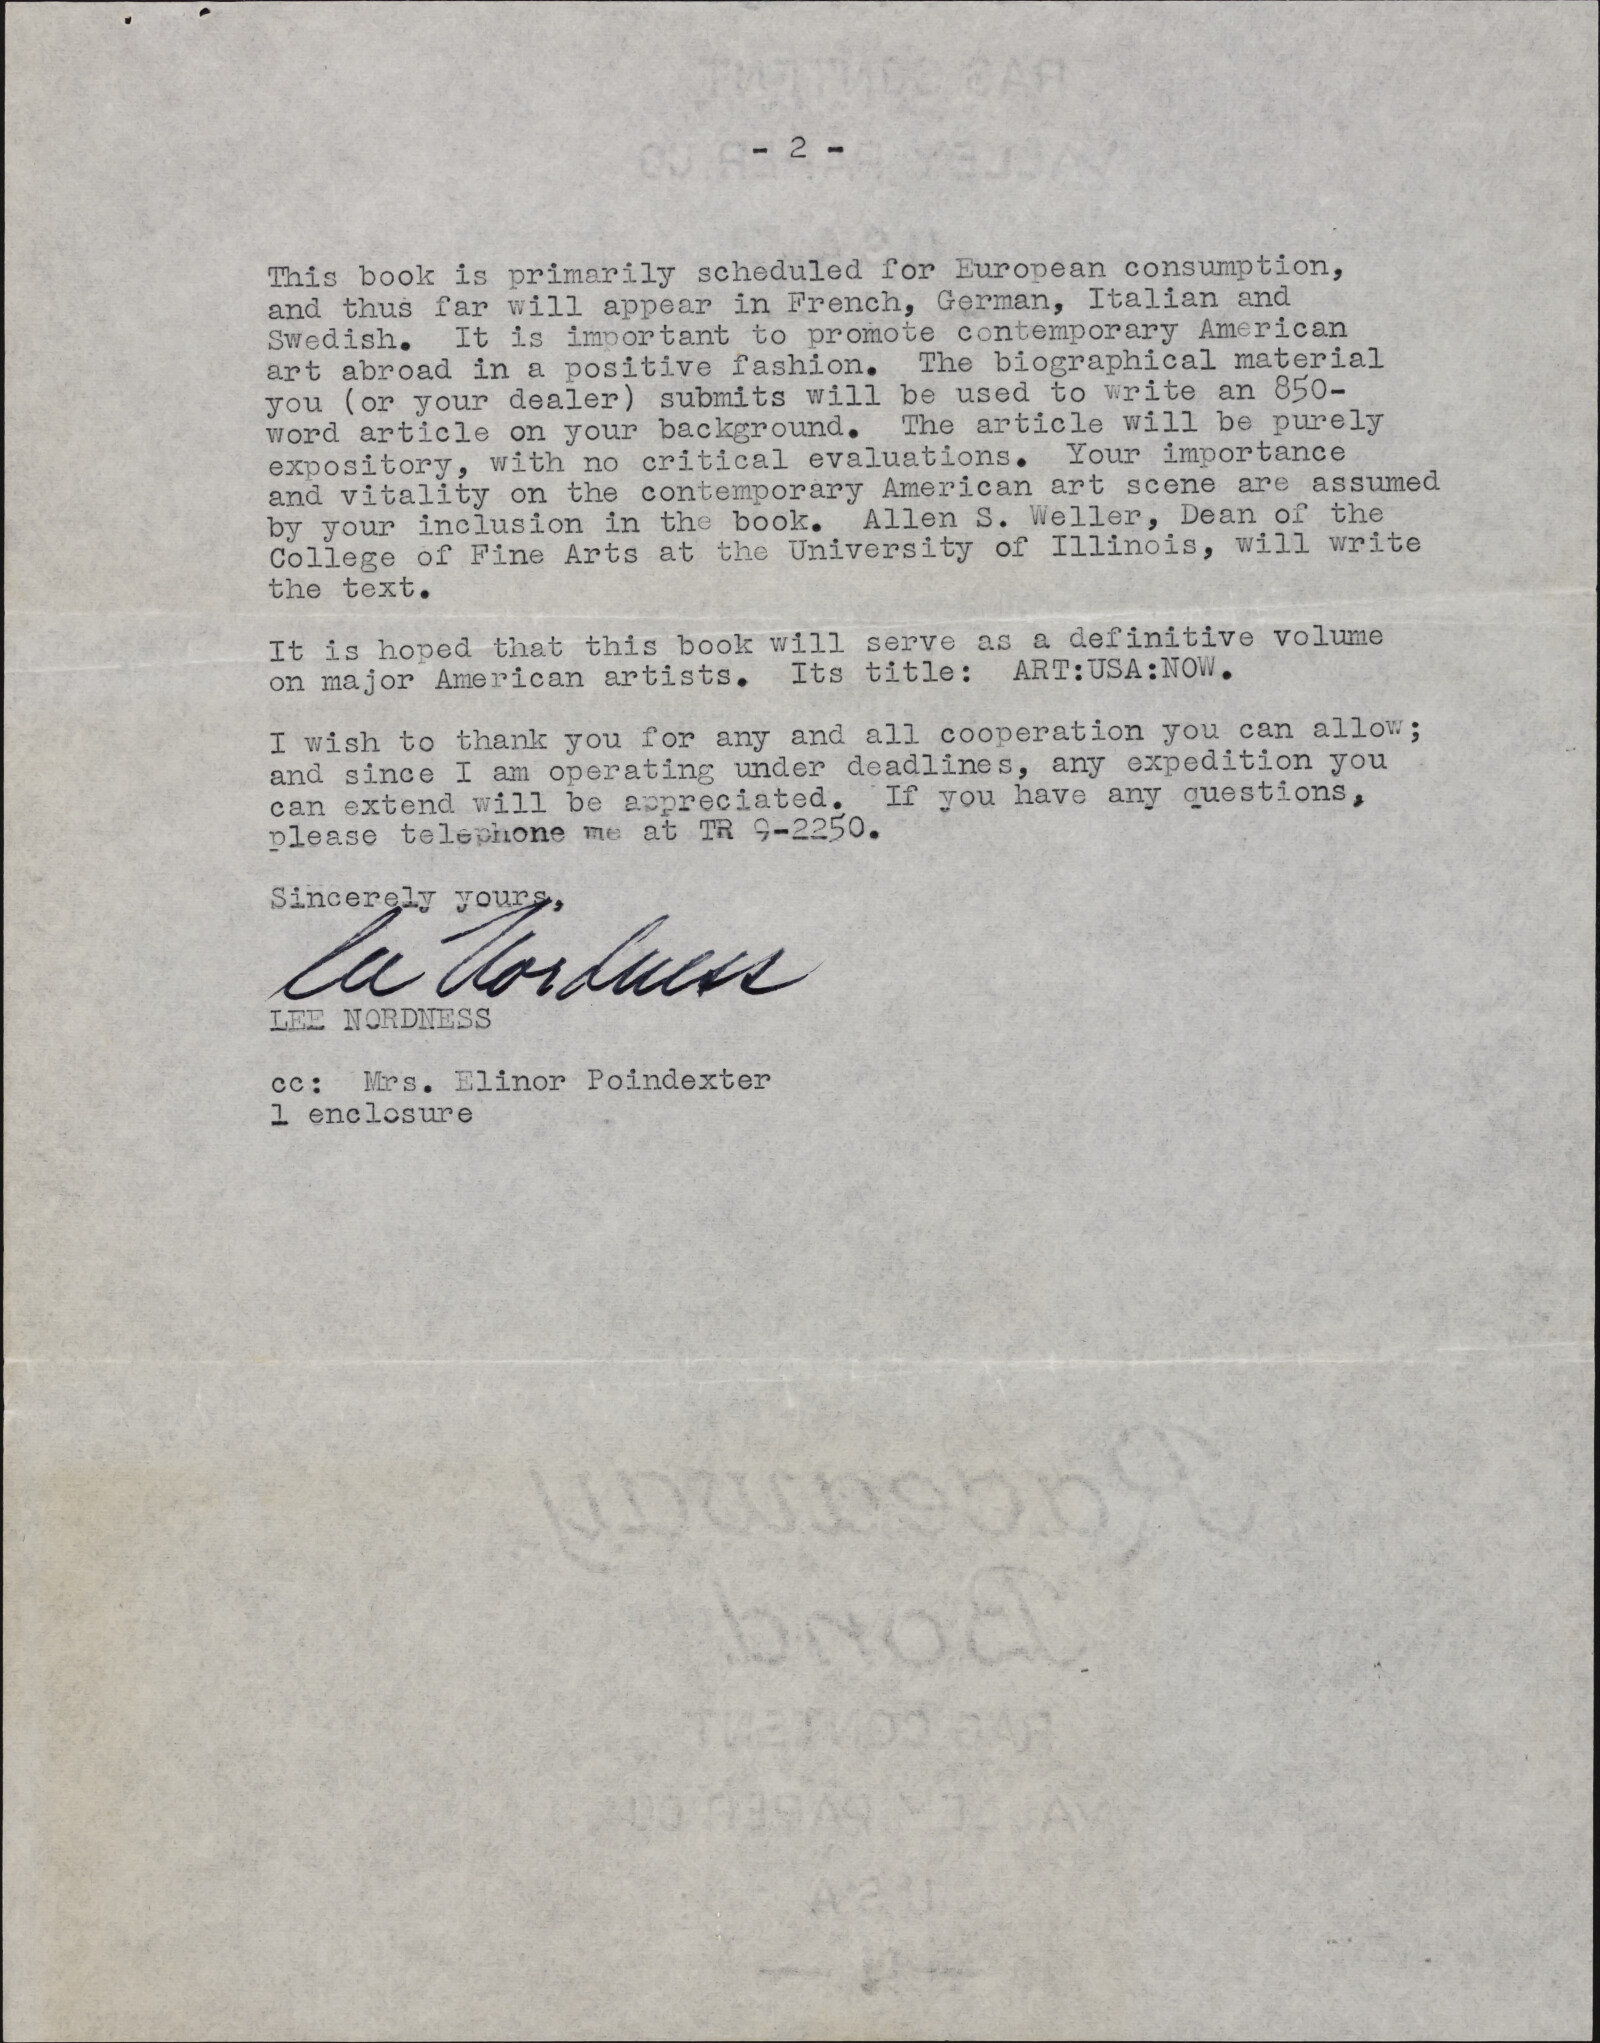 - 2 -
This book is primarily scheduled for European consumption,
and thus far will appear in French, German, Italian and
Swedish.  It is important to promote contemporary American
art abroad in a positive fashion.  The biographical material
you (or your dealer) submits will be used to write an 850-
word article on your background.  The article will be purely
expository, with no critical evaluations.  Your importance
and vitality on the contemporary American art scene are assumed
by your inclusion in the book.  Allen S. Weller, Dean of the
College of Fine Arts at the University of Illinois, will write
the text.
It is hoped that this book will serve as a definitive volume
on major American artists.  Its title:  ART:USA:NOW.
I wish to thank you for any and all cooperation you can allow;
and since I am operating under deadlines, any expedition you
can extend will be appreciated.  If you have any questions,
please telephone me at TR 9-2250.
Sincerely yours,
Lee Nordness
LEE NORDNESS
cc:  Mrs. Elinor Poindexter
1 enclosure
Raceway
Bond
RAG CONTENT
VALLEY PAPER CO
USA